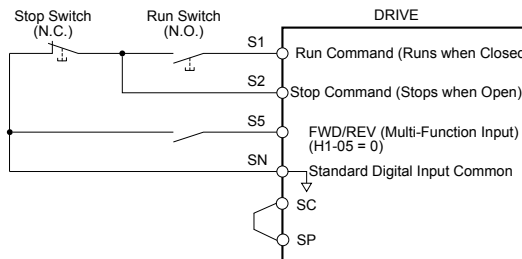 Stop Switch
(N.C.)
Run Switch
(N.O.)
DRIVE
S1
Run Command (Runs when Closed
S2
Stop Command (Stops when Open)
S5
FWD/REV (Multi-Function Input)
(H1-05 = 0)
SN
Standard Digital Input Common
SC
SP